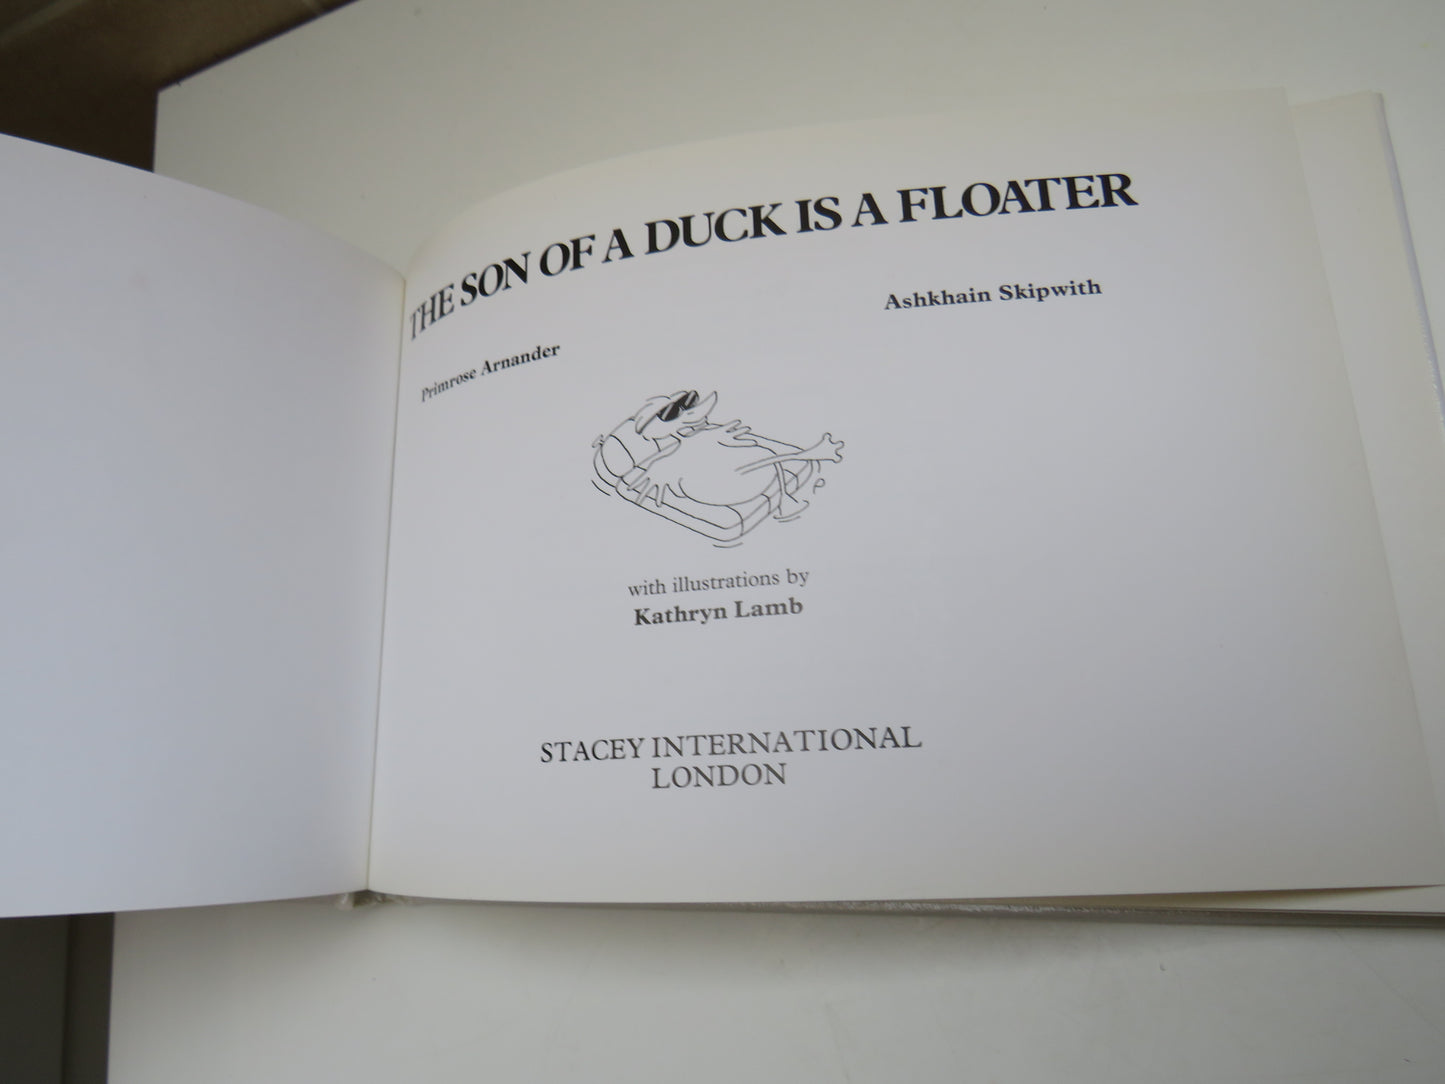 THE SON OF A DUCK IS A FLOATER
Primrose Arnander
Ashkhain Skipwith
with illustrations by
Kathryn Lamb
STACEY INTERNATIONAL
LONDON